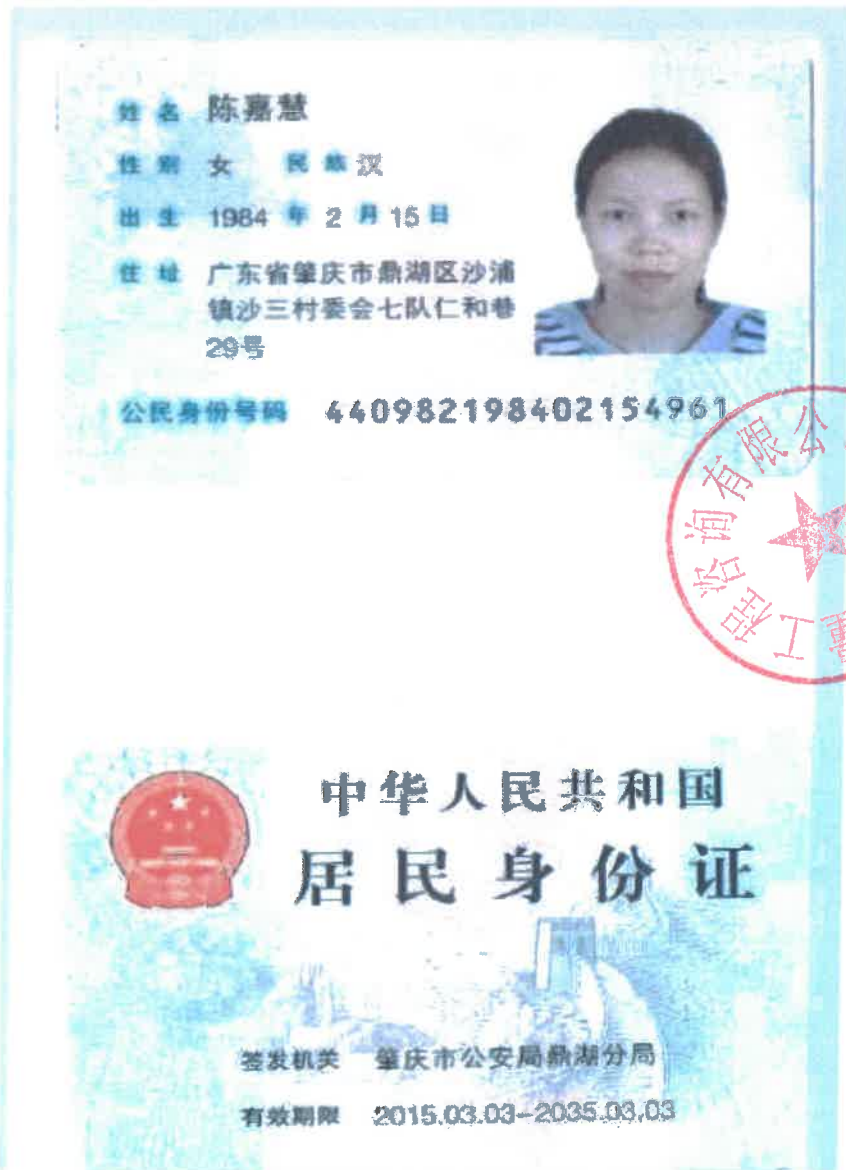 姓名 陈嘉慧
性别 女 民族 汉
出生 1984 年 2 月 15 日
住址 广东省肇庆市鼎湖区沙浦
镇沙三村委会七队仁和巷
29号
公民身份号码 440982198402154961
工程咨询有限公
中华人民共和国
居民身份证
签发机关 肇庆市公安局鼎湖分局
有效期限 2015.03.03-2035.03.03